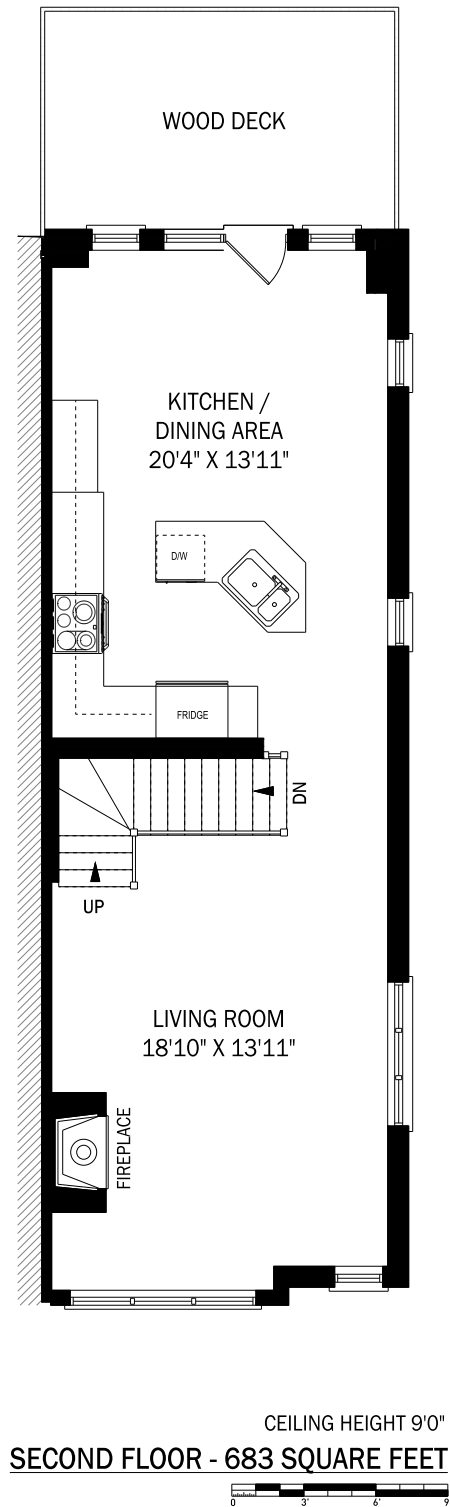 WOOD DECK
KITCHEN /
DINING AREA
20'4" X 13'11"
D/W
FRIDGE
DN
UP
LIVING ROOM
18'10" X 13'11"
FIREPLACE
CEILING HEIGHT 9'0"
SECOND FLOOR - 683 SQUARE FEET
0 3' 6' 9